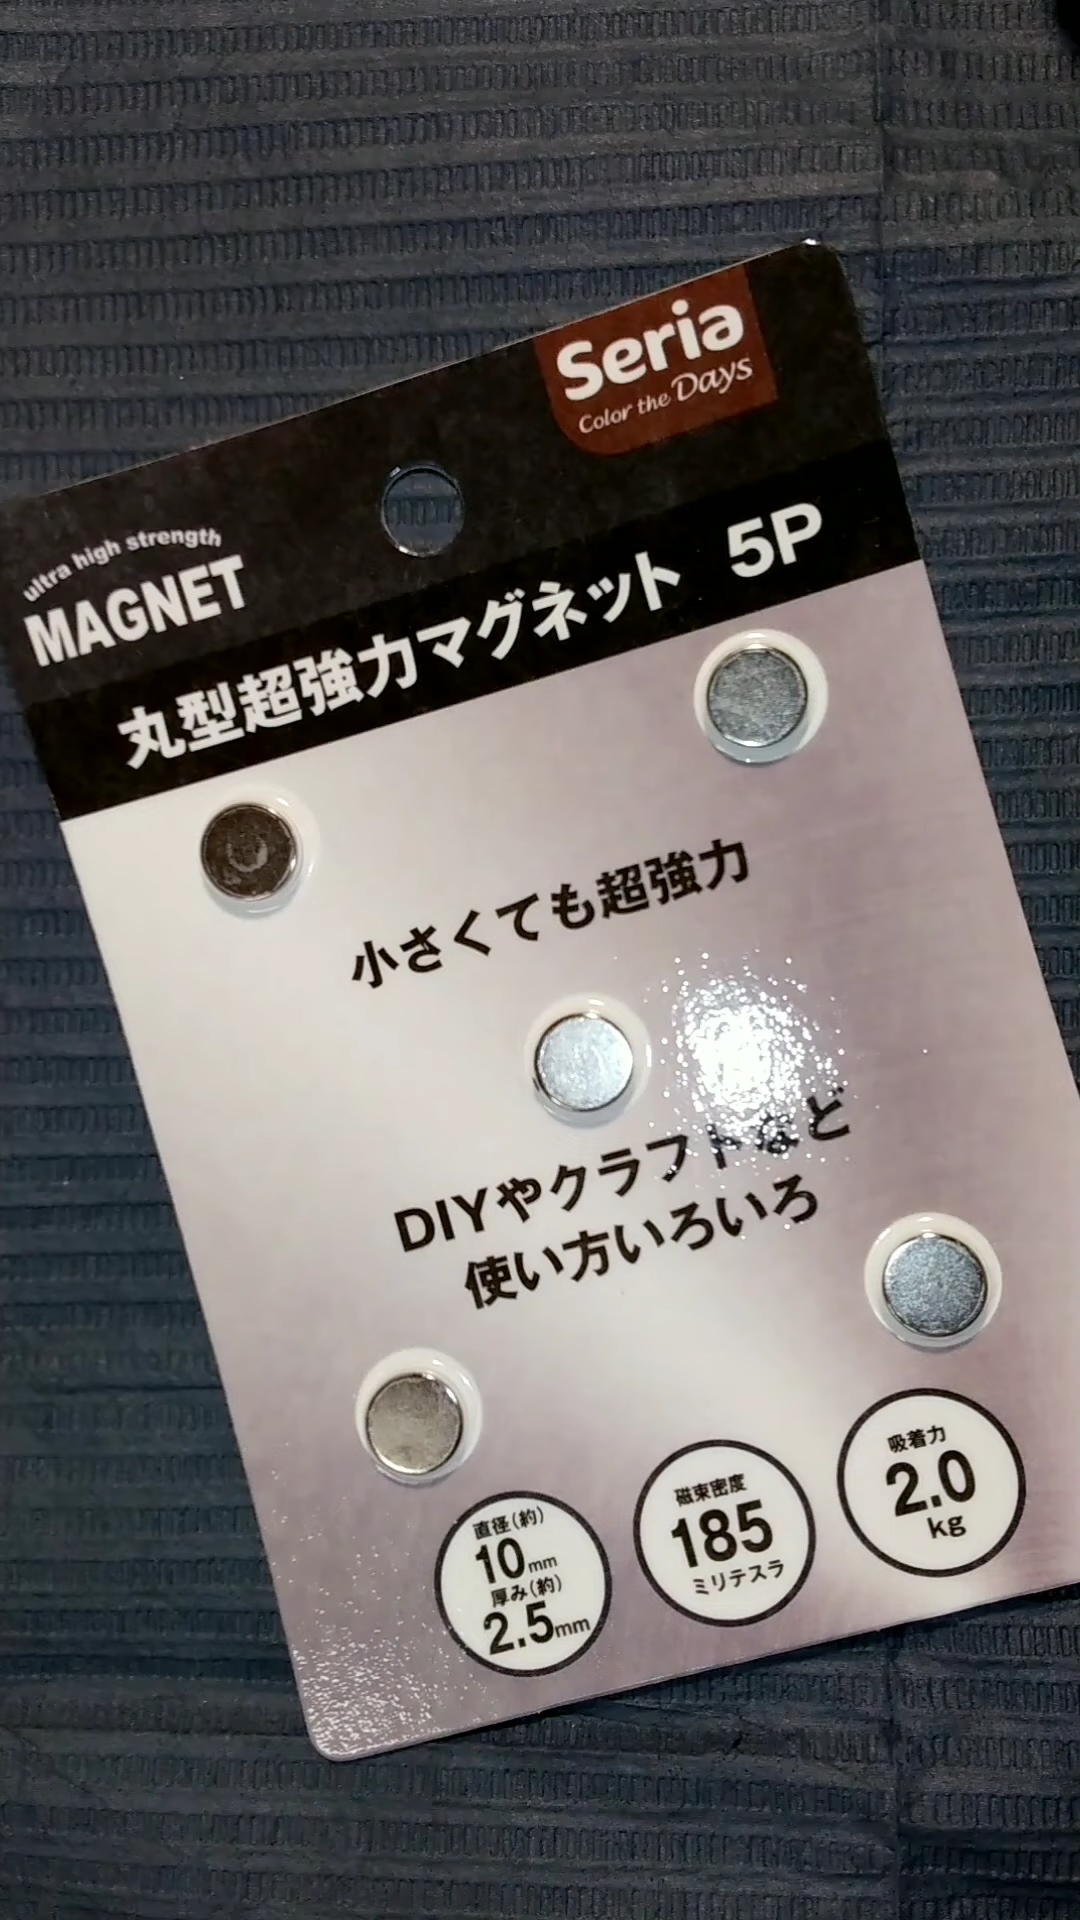 Seria
Color the Days
ultra high strength
MAGNET
丸型超強力マグネット 5P
小さくても超強力
DIYやクラフトなど
使い方いろいろ
直径(約)
10mm
厚み(約)
2.5mm
磁束密度
185
ミリテスラ
吸着力
2.0
kg